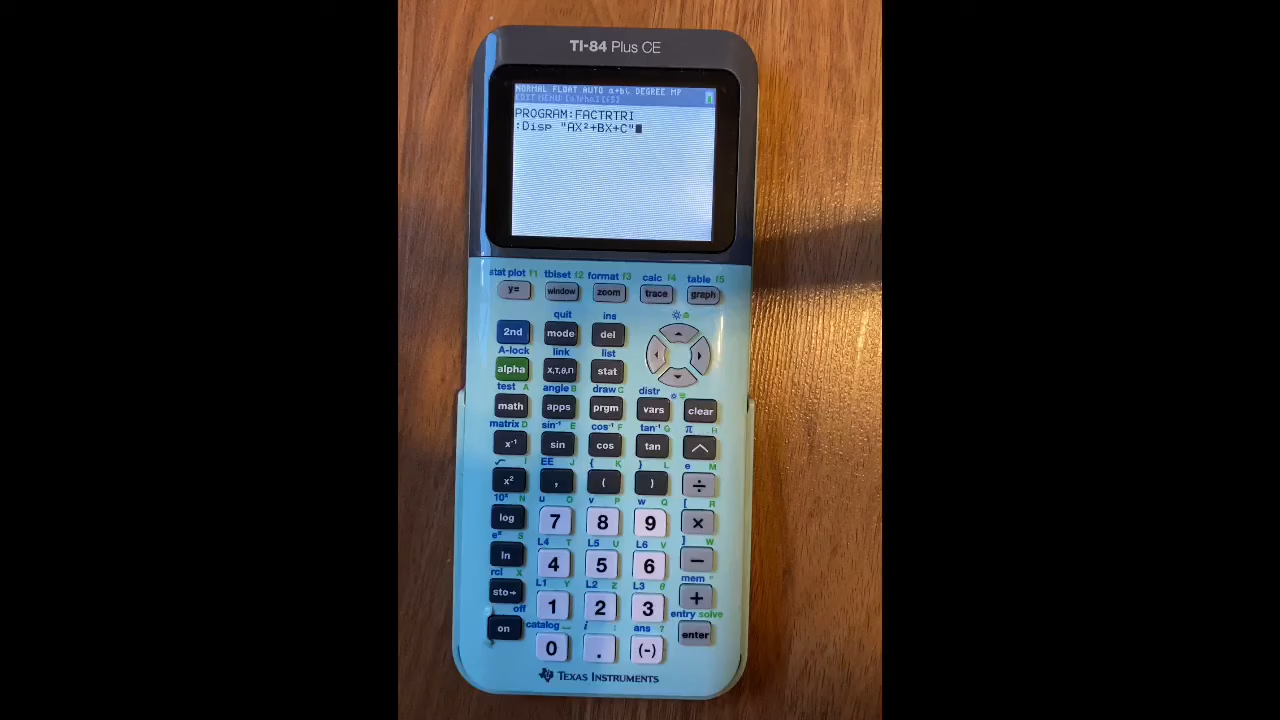 TI-84 Plus CE
NORMAL FLOAT AUTO a+bi DEGREE MP
EDIT MENU: [alpha] [f5]
PROGRAM:FACTRTRI
:Disp "AX²+BX+C"
stat plot f1 tblset f2 format f3 calc f4 table f5
y= window zoom trace graph
quit ins
2nd mode del
A-lock link list
alpha X,T,θ,n stat
test A angle B draw C distr
math apps prgm vars clear
matrix D sin⁻¹ E cos⁻¹ F tan⁻¹ G π H
x⁻¹ sin cos tan ^
√ I EE J { K } L e M
x² , ( ) ÷
10ˣ N u O v P w Q [ R
log 7 8 9 ×
eˣ S L4 T L5 U L6 V ] W
ln 4 5 6 −
rcl X L1 Y L2 Z L3 θ mem "
sto→ 1 2 3 +
off catalog i : ans ? entry solve
on 0 . (-) enter
TEXAS INSTRUMENTS